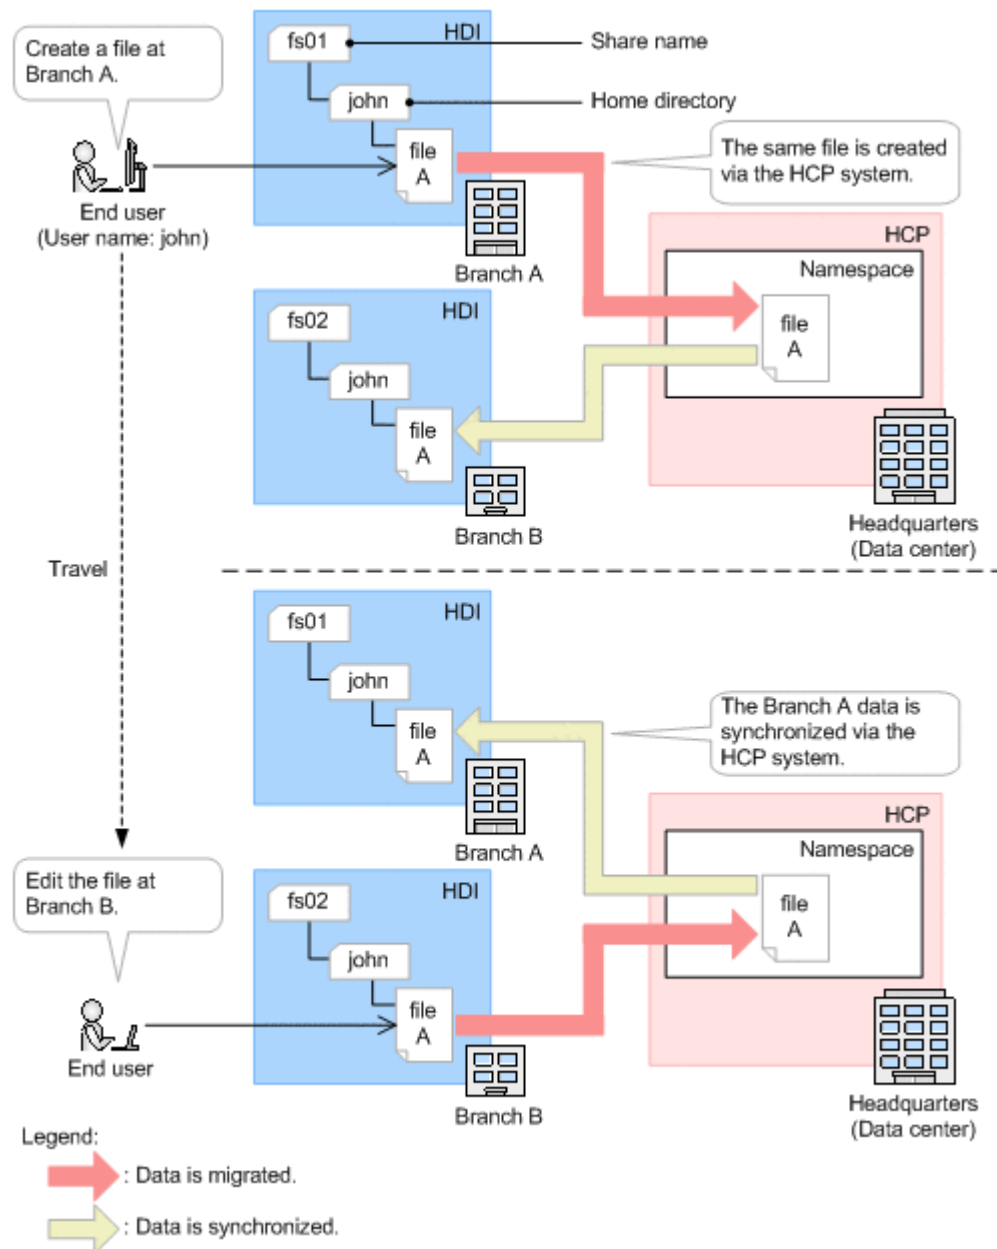 Create a file at
Branch A.
End user
(User name: john)
HDI
fs01
Share name
john
Home directory
file
A
Branch A
The same file is created
via the HCP system.
HCP
Namespace
file
A
Headquarters
(Data center)
HDI
fs02
john
file
A
Branch B
Travel
HDI
fs01
john
file
A
Branch A
The Branch A data is
synchronized via the
HCP system.
HCP
Namespace
file
A
Headquarters
(Data center)
Edit the file at
Branch B.
End user
HDI
fs02
john
file
A
Branch B
Legend:
: Data is migrated.
: Data is synchronized.